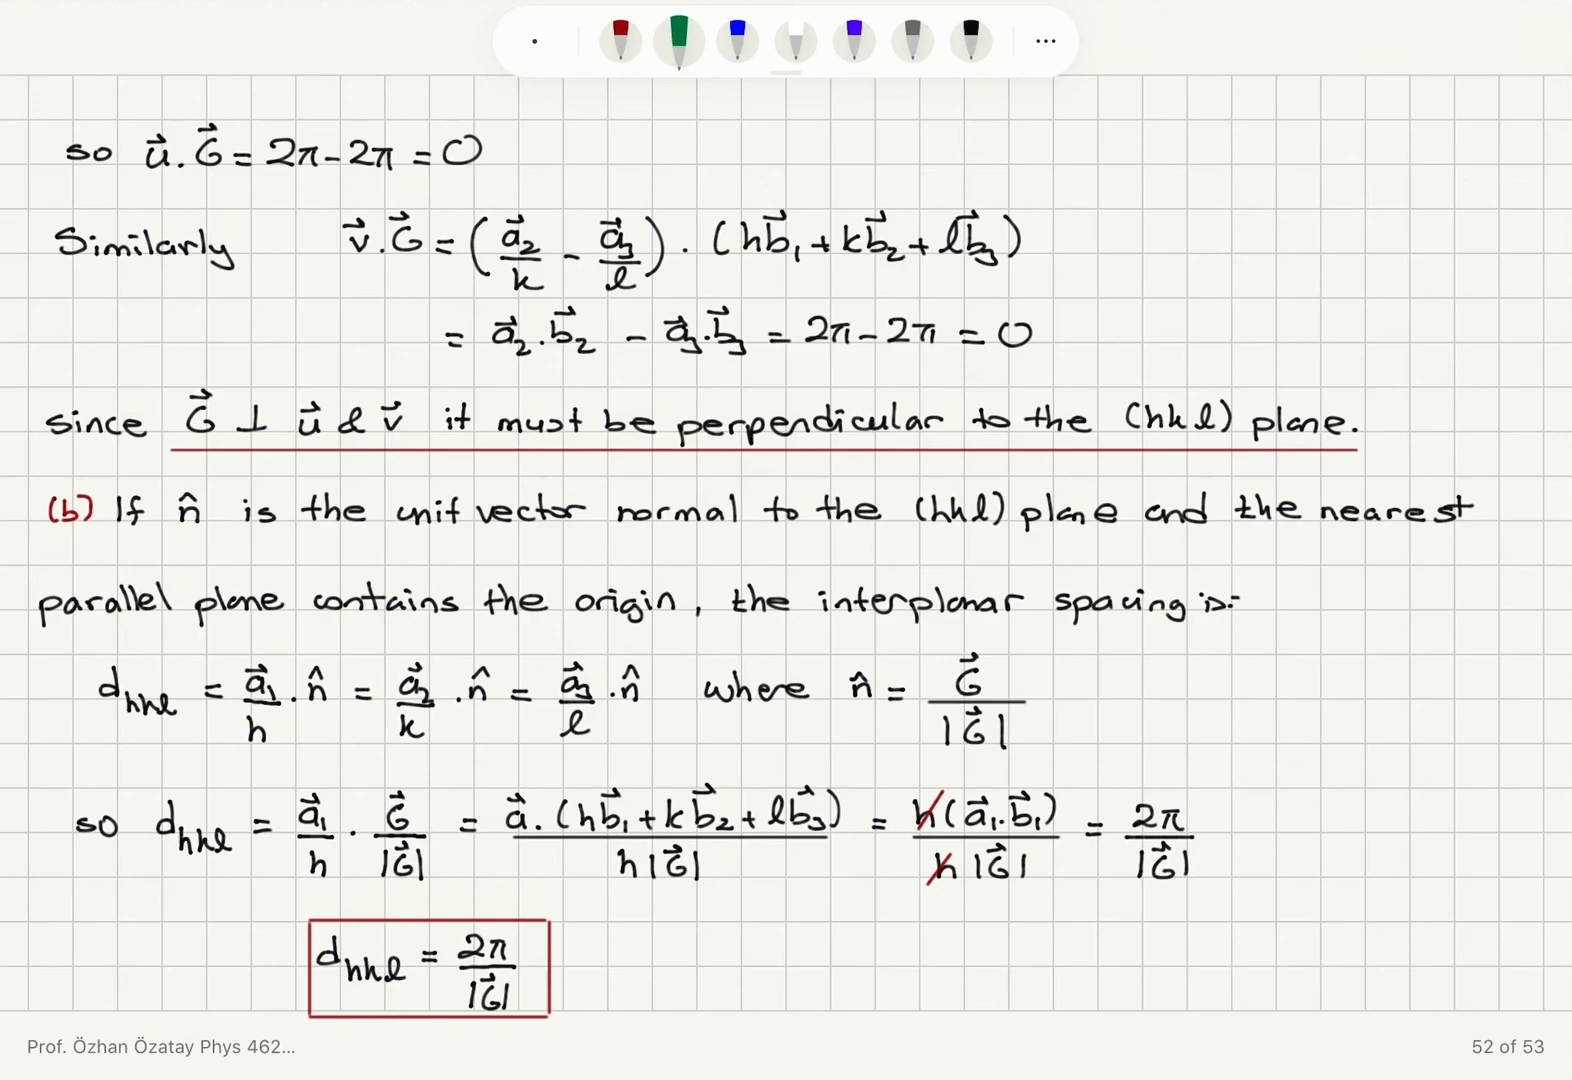 so u⃗.G⃗ = 2π - 2π = 0
Similarly v⃗.G⃗ = (a⃗₂/k - a⃗₃/l) . (hb⃗₁ + kb⃗₂ + lb⃗₃)
= a⃗₂.b⃗₂ - a⃗₃.b⃗₃ = 2π - 2π = 0
since G⃗ ⊥ u⃗ & v⃗ it must be perpendicular to the (hkl) plane.
(b) If n̂ is the unit vector normal to the (hkl) plane and the nearest
parallel plane contains the origin, the interplanar spacing is:-
d_hkl = a⃗₁/h . n̂ = a⃗₂/k . n̂ = a⃗₃/l . n̂ where n̂ = G⃗/|G⃗|
so d_hkl = a⃗₁/h . G⃗/|G⃗| = a⃗.(hb⃗₁ + kb⃗₂ + lb⃗₃)/h|G⃗| = h(a⃗₁.b⃗₁)/h|G⃗| = 2π/|G⃗|
d_hkl = 2π/|G⃗|
Prof. Özhan Özatay Phys 462... 52 of 53